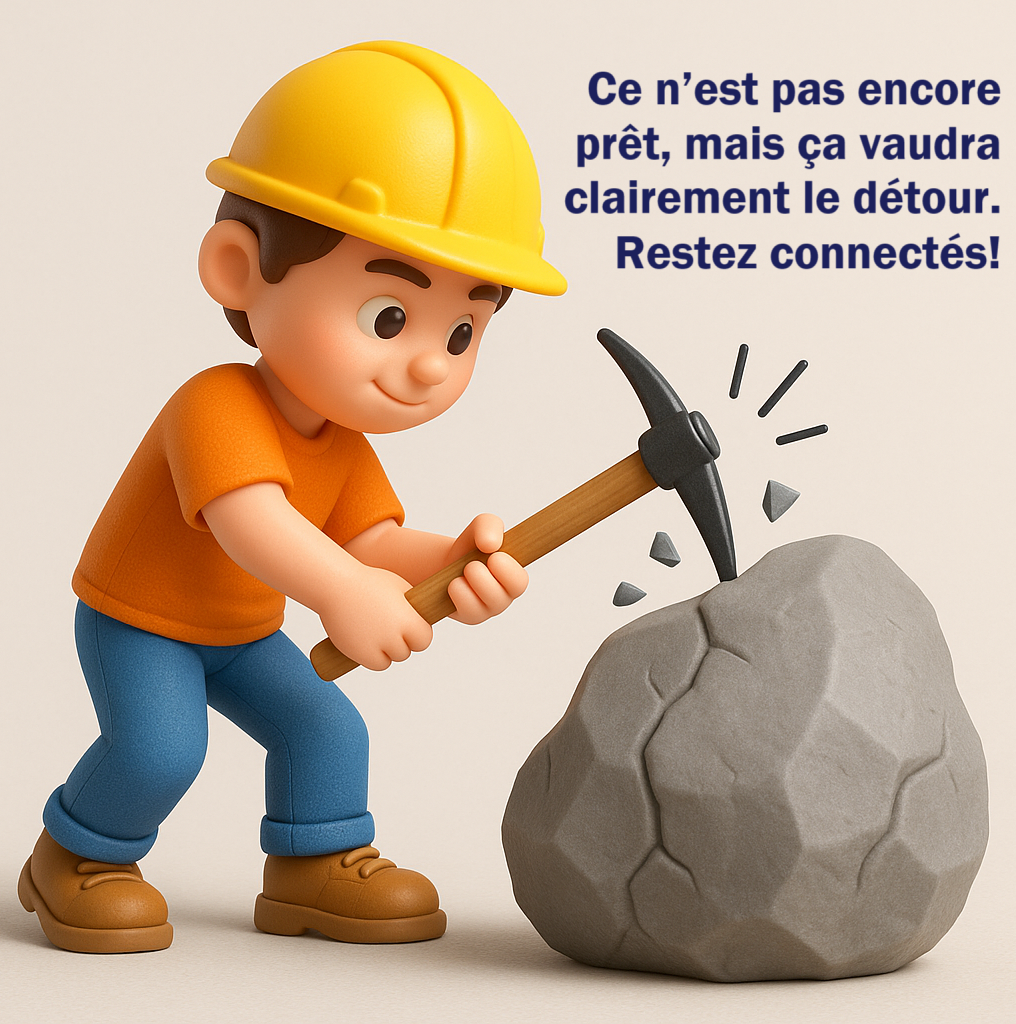 Ce n’est pas encore
prêt, mais ça vaudra
clairement le détour.
Restez connectés!